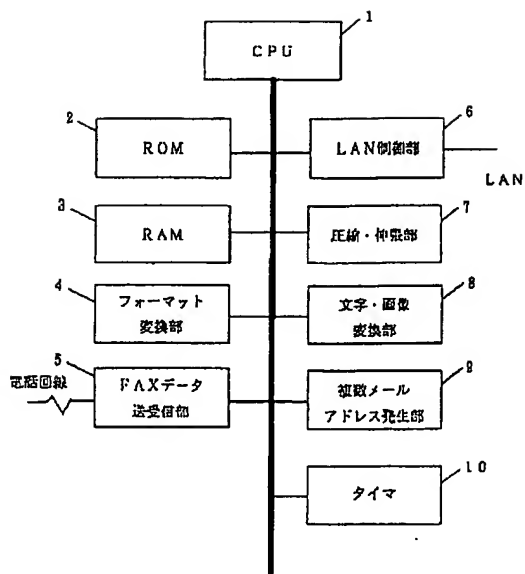 1
CPU
2
ROM
6
LAN制御部
LAN
3
RAM
7
圧縮・伸張部
4
フォーマット
変換部
8
文字・画像
変換部
5
電話回線
FAXデータ
送受信部
9
複数メール
アドレス発生部
10
タイマ